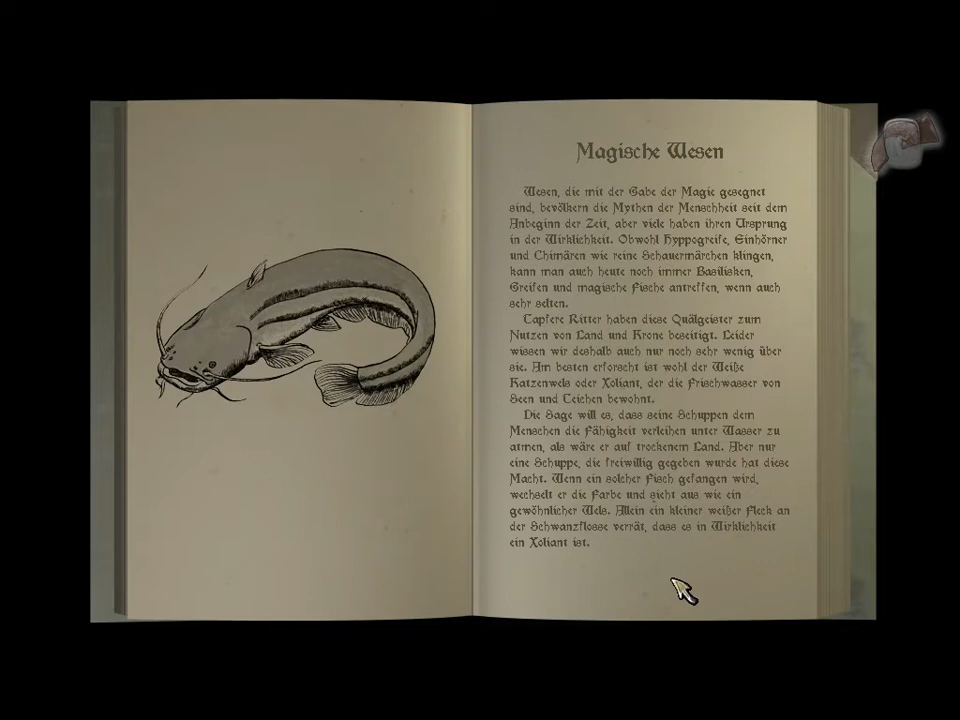 Magische Wesen
Wesen, die mit der Gabe der Magie gesegnet
sind, bevölkern die Mythen der Menschheit seit dem
Anbeginn der Zeit, aber viele haben ihren Ursprung
in der Wirklichkeit. Obwohl Hyppogreife, Einhörner
und Chimären wie reine Schauermärchen klingen,
kann man auch heute noch immer Basilisken,
Greifen und magische Fische antreffen, wenn auch
sehr selten.
Tapfere Ritter haben diese Quälgeister zum
Nutzen von Land und Krone beseitigt. Leider
wissen wir deshalb auch nur noch sehr wenig über
sie. Am besten erforscht ist wohl der Weiße
Katzenwels oder Xoliant, der die Frischwasser von
Seen und Teichen bewohnt.
Die Sage will es, dass seine Schuppen dem
Menschen die Fähigkeit verleihen unter Wasser zu
atmen, als wäre er auf trockenem Land. Aber nur
eine Schuppe, die freiwillig gegeben wurde hat diese
Macht. Wenn ein solcher Fisch gefangen wird,
wechselt er die Farbe und sieht aus wie ein
gewöhnlicher Wels. Allein ein kleiner weißer Fleck an
der Schwanzflosse verrät, dass es in Wirklichkeit
ein Xoliant ist.